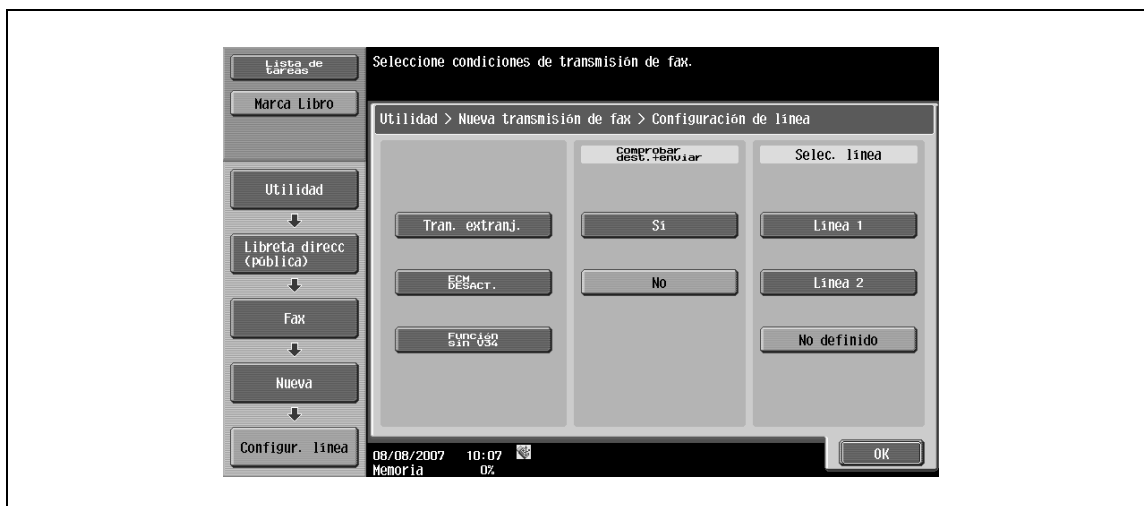 Lista de
tareas
Seleccione condiciones de transmisión de fax.
Marca Libro
Utilidad > Nueva transmisión de fax > Configuración de línea
Comprobar
dest.+enviar
Selec. línea
Utilidad
Tran. extranj.
Sí
Línea 1
Libreta direcc
(pública)
ECM
DESACT.
No
Línea 2
Fax
Función
sin V34
No definido
Nueva
Configur. línea
08/08/2007 10:07
Memoria 0%
OK